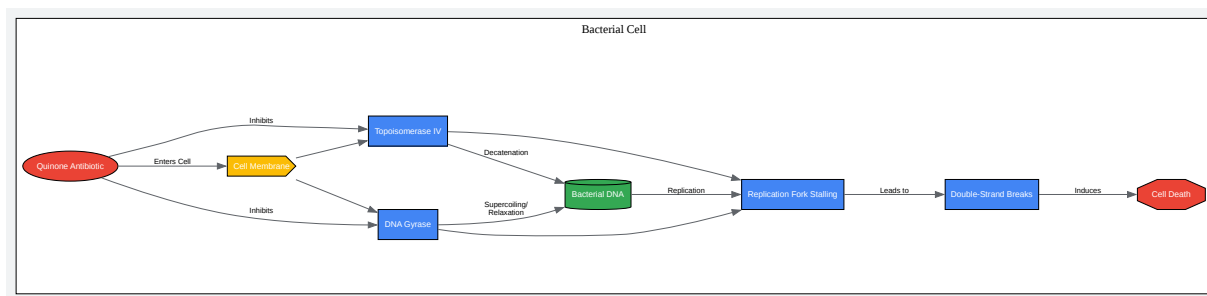 Bacterial Cell
Inhibits
Topoisomerase IV
Quinone Antibiotic
Enters Cell
Cell Membrane
Decatenation
Inhibits
DNA Gyrase
Supercoiling/
Relaxation
Bacterial DNA
Replication
Replication Fork Stalling
Leads to
Double-Strand Breaks
Induces
Cell Death